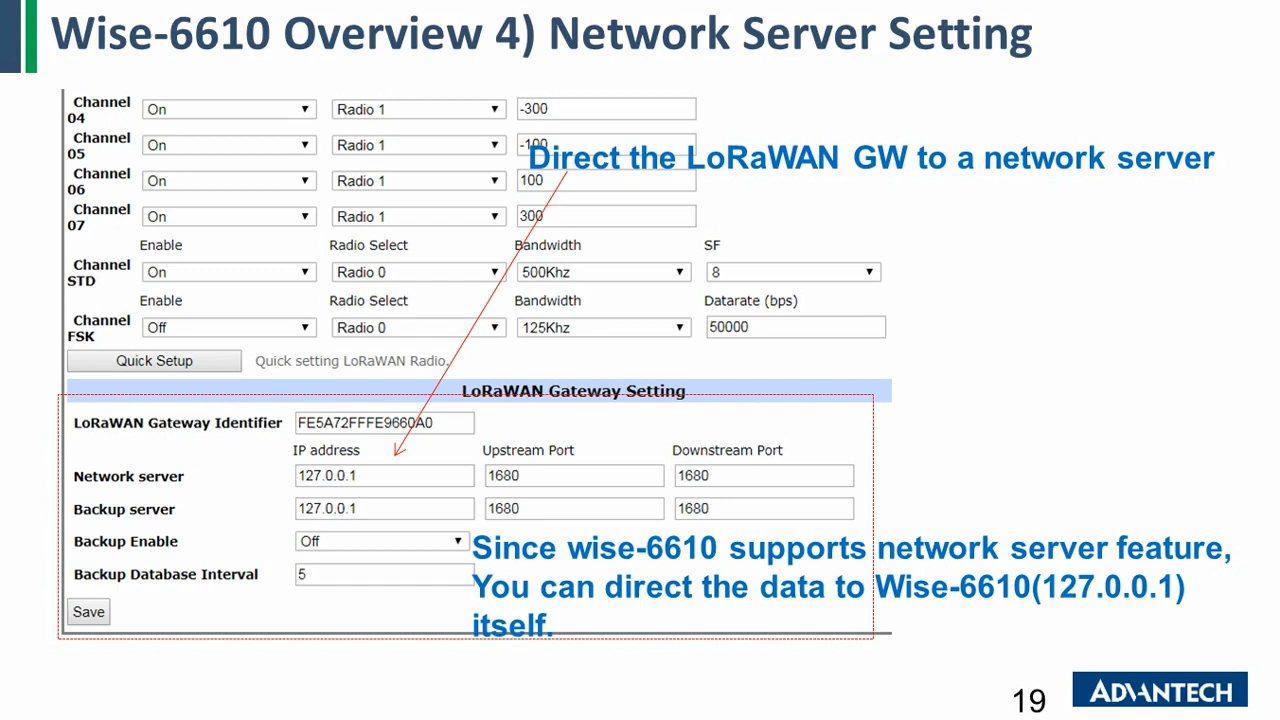 Wise-6610 Overview 4) Network Server Setting
Channel 04 On Radio 1 -300
Channel 05 On Radio 1 -100
Direct the LoRaWAN GW to a network server
Channel 06 On Radio 1 100
Channel 07 On Radio 1 300
Enable Radio Select Bandwidth SF
Channel STD On Radio 0 500Khz 8
Enable Radio Select Bandwidth Datarate (bps)
Channel FSK Off Radio 0 125Khz 50000
Quick Setup Quick setting LoRaWAN Radio.
LoRaWAN Gateway Setting
LoRaWAN Gateway Identifier FE5A72FFFE9660A0
IP address Upstream Port Downstream Port
Network server 127.0.0.1 1680 1680
Backup server 127.0.0.1 1680 1680
Backup Enable Off
Since wise-6610 supports network server feature,
Backup Database Interval 5
You can direct the data to Wise-6610(127.0.0.1)
itself.
Save
19 ADVANTECH